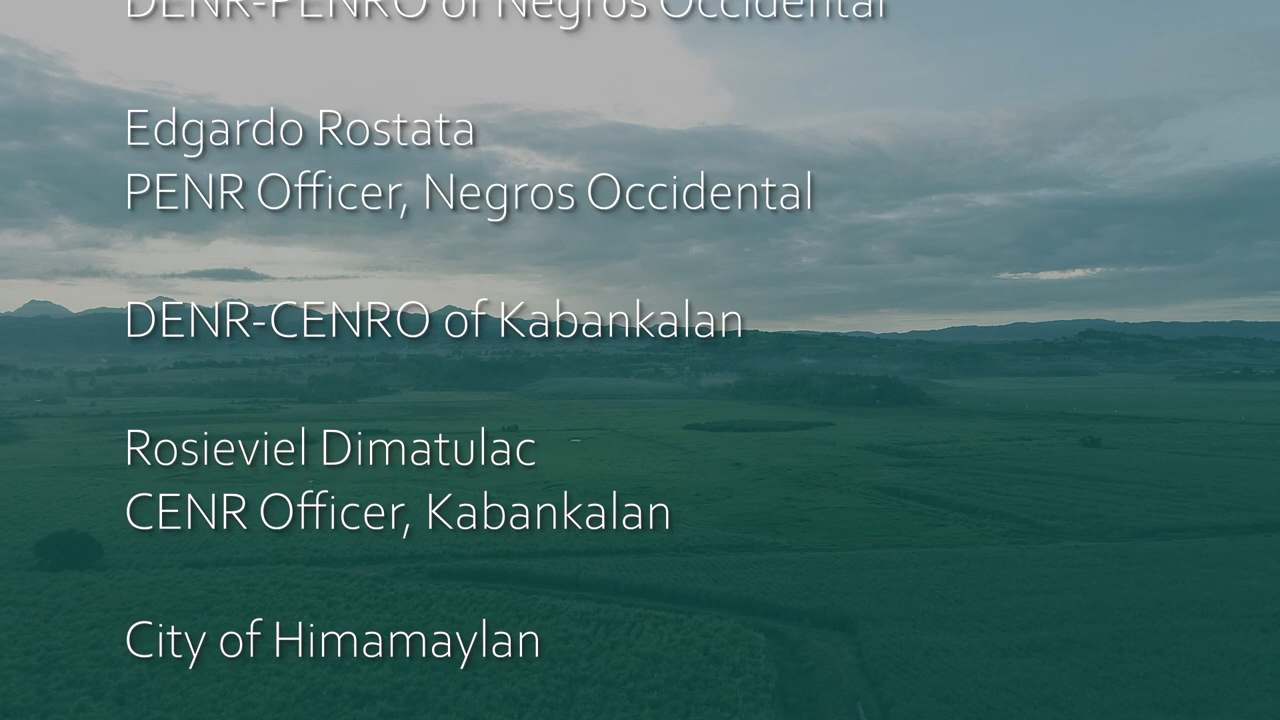 DENR-PENRO of Negros Occidental
Edgardo Rostata
PENR Officer, Negros Occidental
DENR-CENRO of Kabankalan
Rosieviel Dimatulac
CENR Officer, Kabankalan
City of Himamaylan